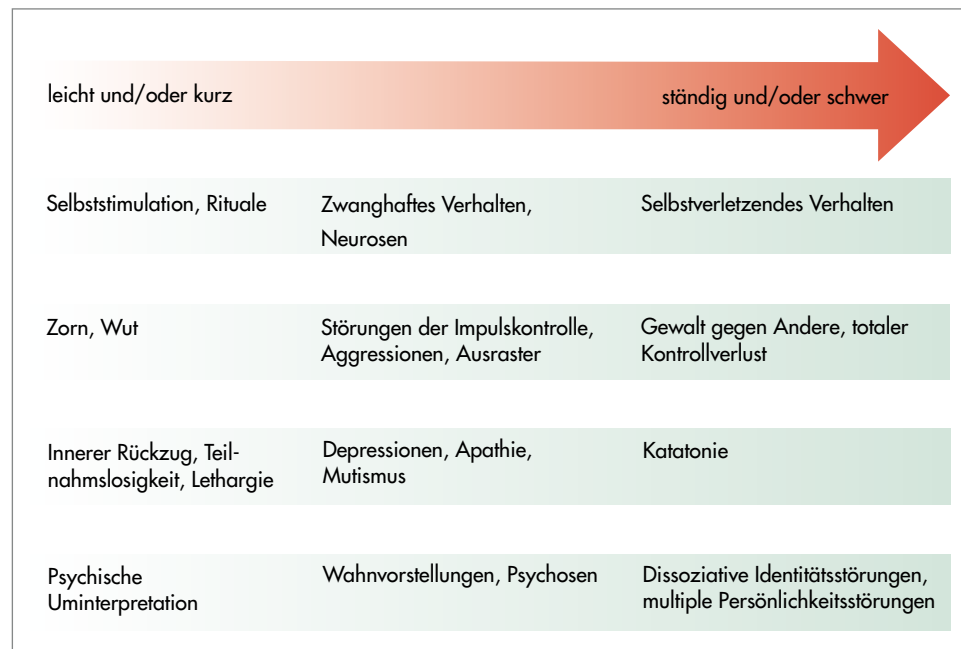 leicht und/oder kurz
ständig und/oder schwer
Selbststimulation, Rituale
Zwanghaftes Verhalten,
Neurosen
Selbstverletzendes Verhalten
Zorn, Wut
Störungen der Impulskontrolle,
Aggressionen, Ausraster
Gewalt gegen Andere, totaler
Kontrollverlust
Innerer Rückzug, Teil-
nahmslosigkeit, Lethargie
Depressionen, Apathie,
Mutismus
Katatonie
Psychische
Uminterpretation
Wahnvorstellungen, Psychosen
Dissoziative Identitätsstörungen,
multiple Persönlichkeitsstörungen